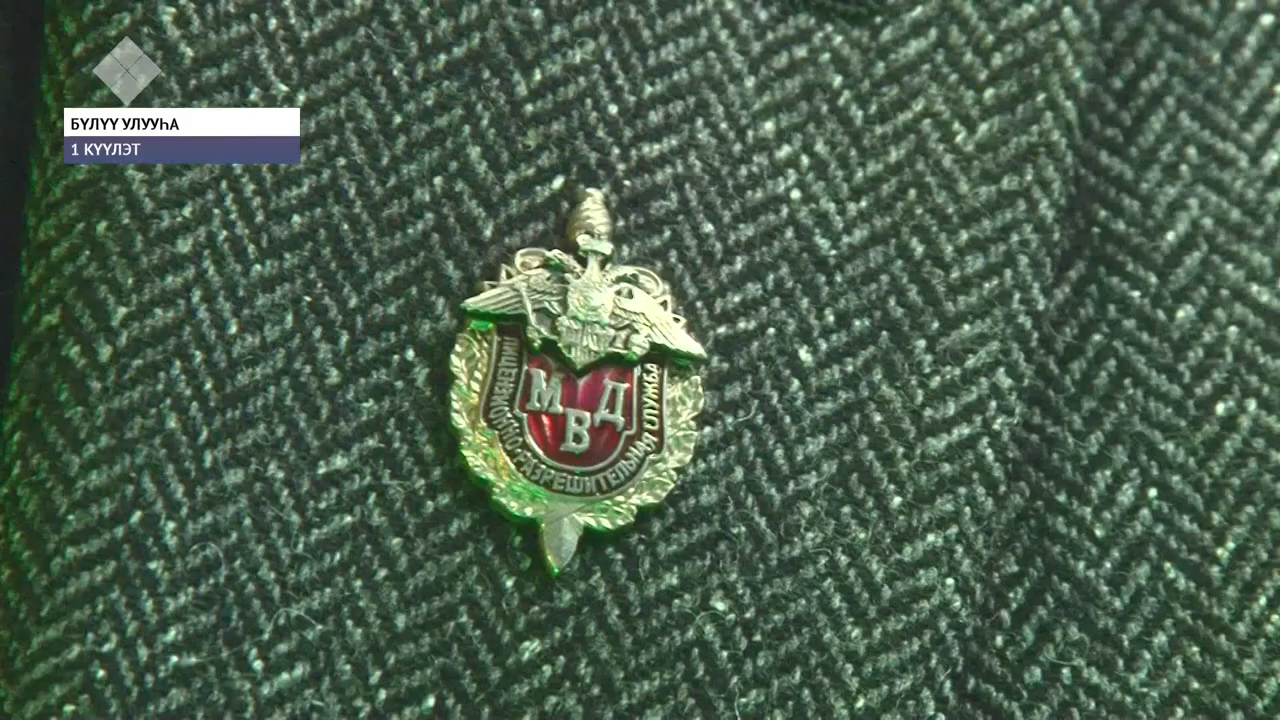 БҮЛҮҮ УЛУУҺА
1 КҮҮЛЭТ
МВД
ЛИЦЕНЗИОННО-РАЗРЕШИТЕЛЬНАЯ СЛУЖБА